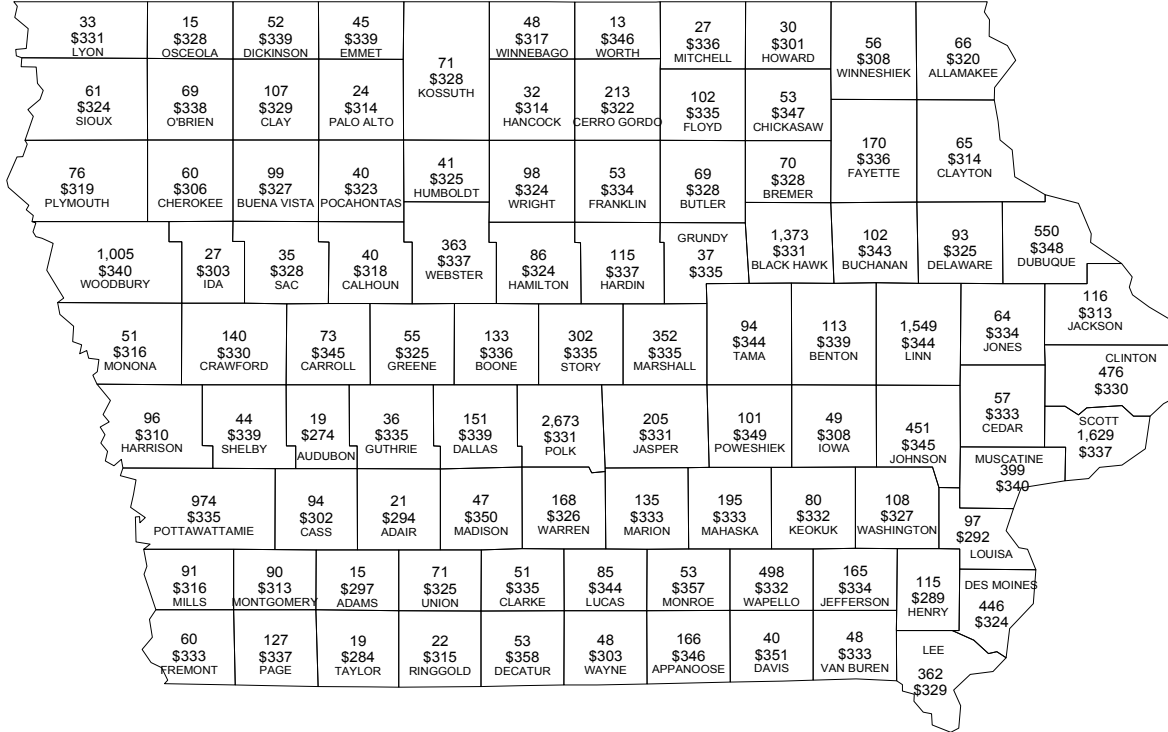 33
$331
LYON
15
$328
OSCEOLA
52
$339
DICKINSON
45
$339
EMMET
71
$328
KOSSUTH
48
$317
WINNEBAGO
13
$346
WORTH
27
$336
MITCHELL
30
$301
HOWARD
56
$308
WINNESHIEK
66
$320
ALLAMAKEE
61
$324
SIOUX
69
$338
O'BRIEN
107
$329
CLAY
24
$314
PALO ALTO
32
$314
HANCOCK
213
$322
CERRO GORDO
102
$335
FLOYD
53
$347
CHICKASAW
76
$319
PLYMOUTH
60
$306
CHEROKEE
99
$327
BUENA VISTA
40
$323
POCAHONTAS
41
$325
HUMBOLDT
98
$324
WRIGHT
53
$334
FRANKLIN
69
$328
BUTLER
70
$328
BREMER
170
$336
FAYETTE
65
$314
CLAYTON
1,005
$340
WOODBURY
27
$303
IDA
35
$328
SAC
40
$318
CALHOUN
363
$337
WEBSTER
86
$324
HAMILTON
115
$337
HARDIN
GRUNDY
37
$335
1,373
$331
BLACK HAWK
102
$343
BUCHANAN
93
$325
DELAWARE
550
$348
DUBUQUE
51
$316
MONONA
140
$330
CRAWFORD
73
$345
CARROLL
55
$325
GREENE
133
$336
BOONE
302
$335
STORY
352
$335
MARSHALL
94
$344
TAMA
113
$339
BENTON
1,549
$344
LINN
64
$334
JONES
116
$313
JACKSON
CLINTON
476
$330
96
$310
HARRISON
44
$339
SHELBY
19
$274
AUDUBON
36
$335
GUTHRIE
151
$339
DALLAS
2,673
$331
POLK
205
$331
JASPER
101
$349
POWESHIEK
49
$308
IOWA
451
$345
JOHNSON
57
$333
CEDAR
SCOTT
1,629
$337
MUSCATINE
399
$340
974
$335
POTTAWATTAMIE
94
$302
CASS
21
$294
ADAIR
47
$350
MADISON
168
$326
WARREN
135
$333
MARION
195
$333
MAHASKA
80
$332
KEOKUK
108
$327
WASHINGTON
97
$292
LOUISA
91
$316
MILLS
90
$313
MONTGOMERY
15
$297
ADAMS
71
$325
UNION
51
$335
CLARKE
85
$344
LUCAS
53
$357
MONROE
498
$332
WAPELLO
165
$334
JEFFERSON
115
$289
HENRY
DES MOINES
446
$324
60
$333
FREMONT
127
$337
PAGE
19
$284
TAYLOR
22
$315
RINGGOLD
53
$358
DECATUR
48
$303
WAYNE
166
$346
APPANOOSE
40
$351
DAVIS
48
$333
VAN BUREN
LEE
362
$329